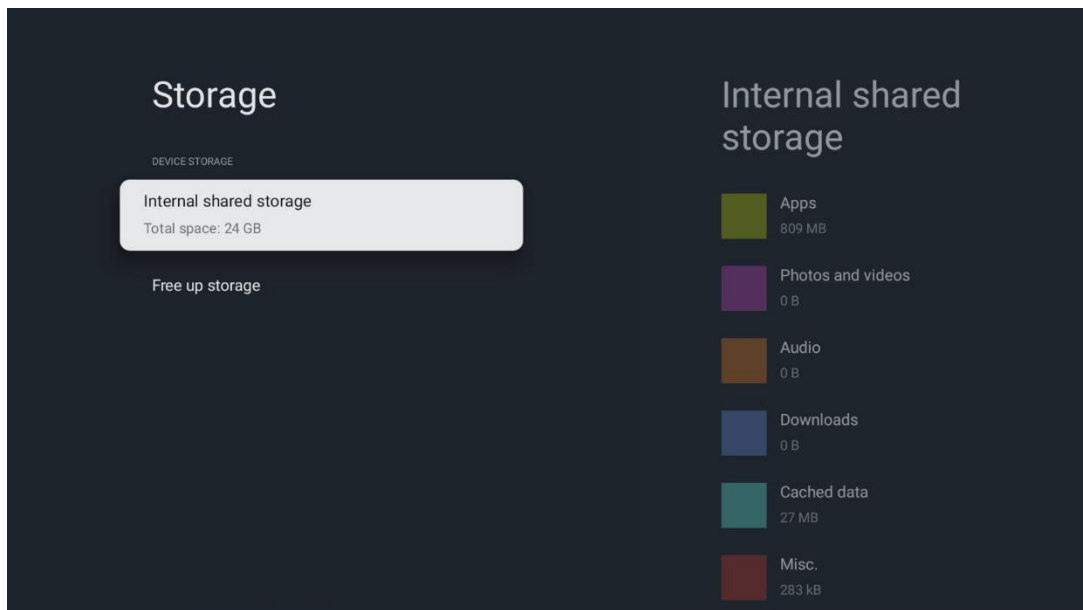 Storage
DEVICE STORAGE
Internal shared storage
Total space: 24 GB
Free up storage
Internal shared
storage
Apps
809 MB
Photos and videos
0 B
Audio
0 B
Downloads
0 B
Cached data
27 MB
Misc.
283 kB